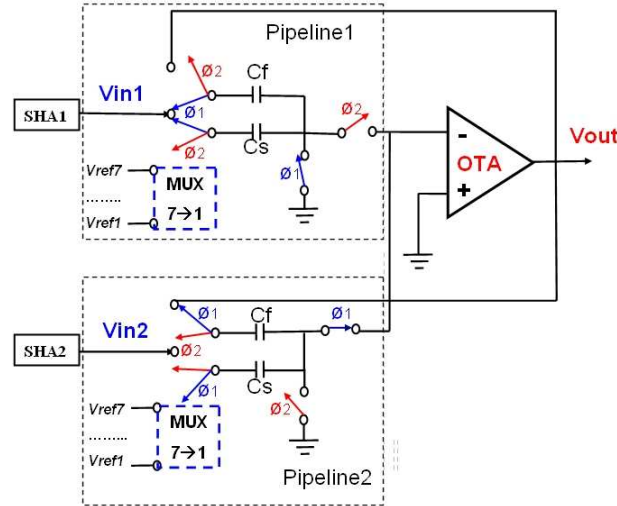 Pipeline1
Vin1
SHA1
Ø2
Cf
Ø1
Ø2
Cs
Ø2
Ø1
Vref7
........
Vref1
MUX
7→1
-
+
OTA
Vout
Vin2
SHA2
Ø1
Cf
Ø1
Ø2
Cs
Ø1
Ø2
Vref7
.........
Vref1
MUX
7→1
Pipeline2